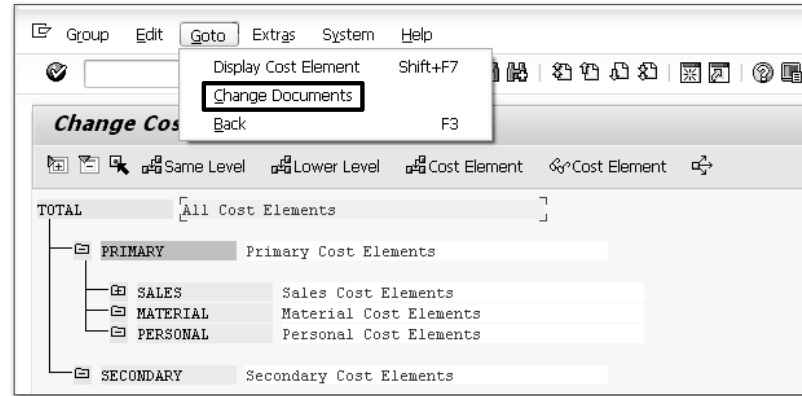 Group Edit Goto Extras System Help
Display Cost Element Shift+F7
Change Documents
Back F3
Change Cos
Same Level Lower Level Cost Element Cost Element
TOTAL All Cost Elements
PRIMARY Primary Cost Elements
SALES Sales Cost Elements
MATERIAL Material Cost Elements
PERSONAL Personal Cost Elements
SECONDARY Secondary Cost Elements